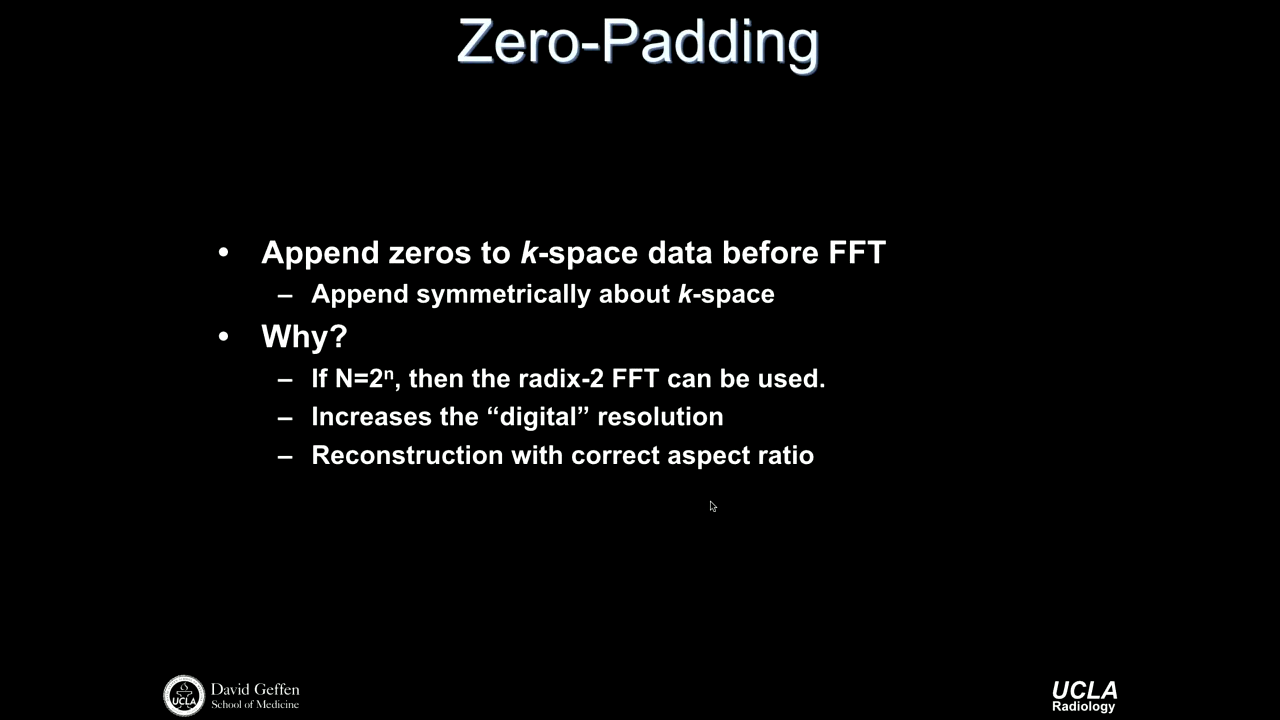 Zero-Padding
• Append zeros to k-space data before FFT
– Append symmetrically about k-space
• Why?
– If N=2ⁿ, then the radix-2 FFT can be used.
– Increases the “digital” resolution
– Reconstruction with correct aspect ratio
UCLA
David Geffen
School of Medicine
UCLA
Radiology